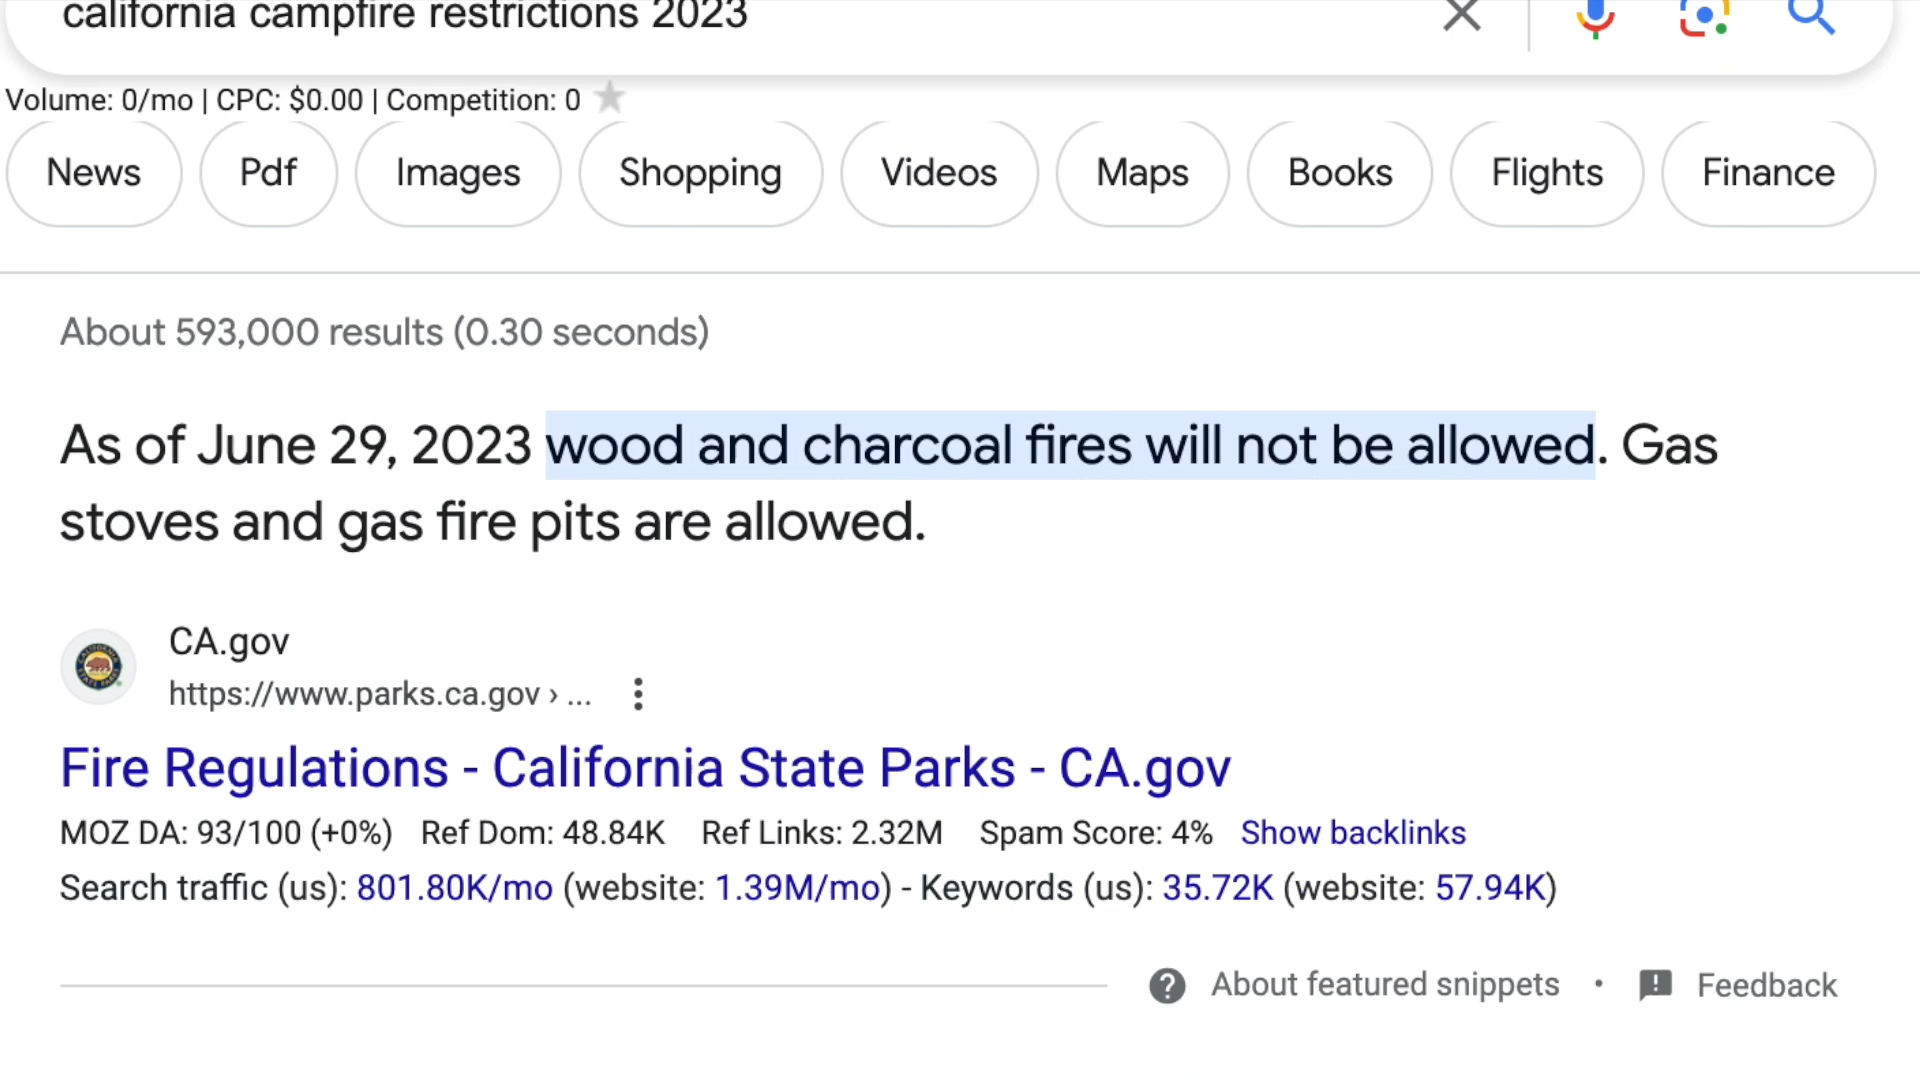 california campfire restrictions 2023
Volume: 0/mo | CPC: $0.00 | Competition: 0
News Pdf Images Shopping Videos Maps Books Flights Finance
About 593,000 results (0.30 seconds)
As of June 29, 2023 wood and charcoal fires will not be allowed. Gas
stoves and gas fire pits are allowed.
CA.gov
https://www.parks.ca.gov › ...
Fire Regulations - California State Parks - CA.gov
MOZ DA: 93/100 (+0%) Ref Dom: 48.84K Ref Links: 2.32M Spam Score: 4% Show backlinks
Search traffic (us): 801.80K/mo (website: 1.39M/mo) - Keywords (us): 35.72K (website: 57.94K)
About featured snippets • Feedback